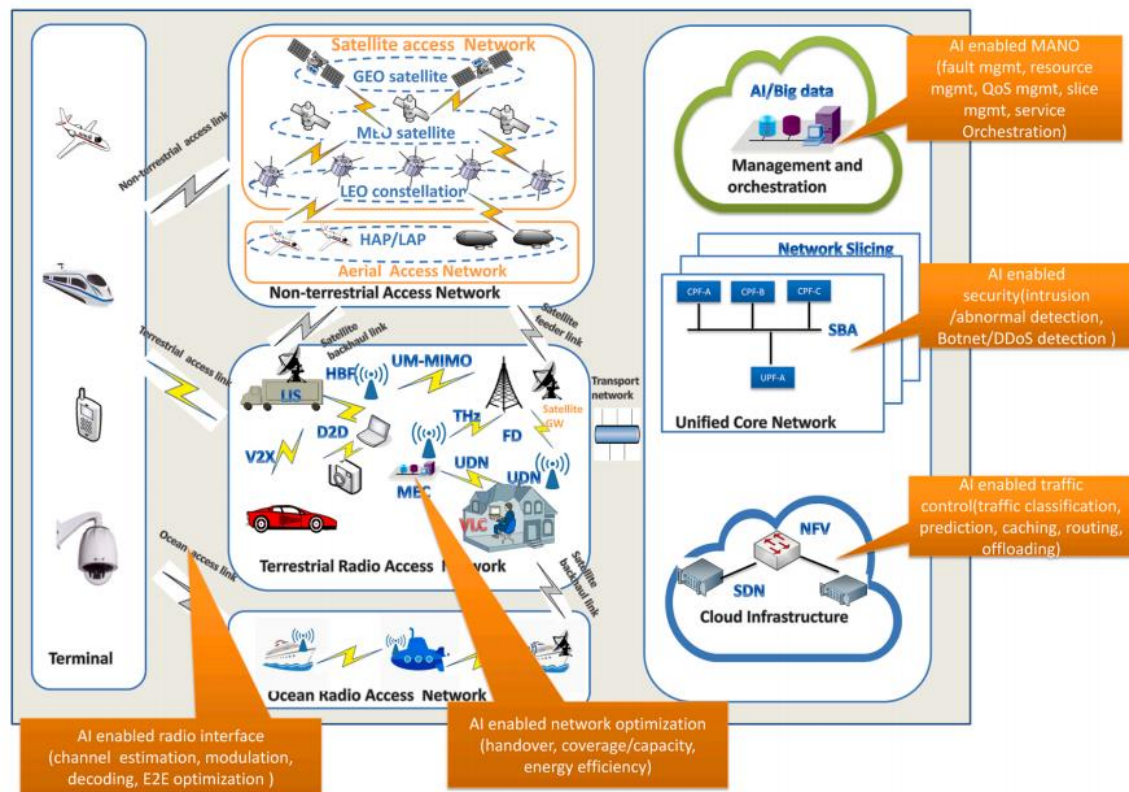 Satellite access Network
GEO satellite
MEO satellite
LEO constellation
HAP/LAP
Aerial Access Network
Non-terrestrial Access Network
Non-terrestrial access link
Terrestrial access link
Ocean access link
Terminal
Satellite
backhaul link
Satellite
feeder link
HBF
UM-MIMO
LIS
THz
Satellite
GW
D2D
FD
V2X
UDN
UDN
MEC
VLC
Terrestrial Radio Access Network
Satellite
backhaul link
Ocean Radio Access Network
Transport
network
AI/Big data
Management and
orchestration
Network Slicing
CPF-A
CPF-B
CPF-C
SBA
UPF-A
Unified Core Network
NFV
SDN
Cloud Infrastructure
AI enabled MANO
(fault mgmt, resource
mgmt, QoS mgmt, slice
mgmt, service
Orchestration)
AI enabled
security(intrusion
/abnormal detection,
Botnet/DDoS detection )
AI enabled traffic
control(traffic classification,
prediction, caching, routing,
offloading)
AI enabled radio interface
(channel estimation, modulation,
decoding, E2E optimization )
AI enabled network optimization
(handover, coverage/capacity,
energy efficiency)